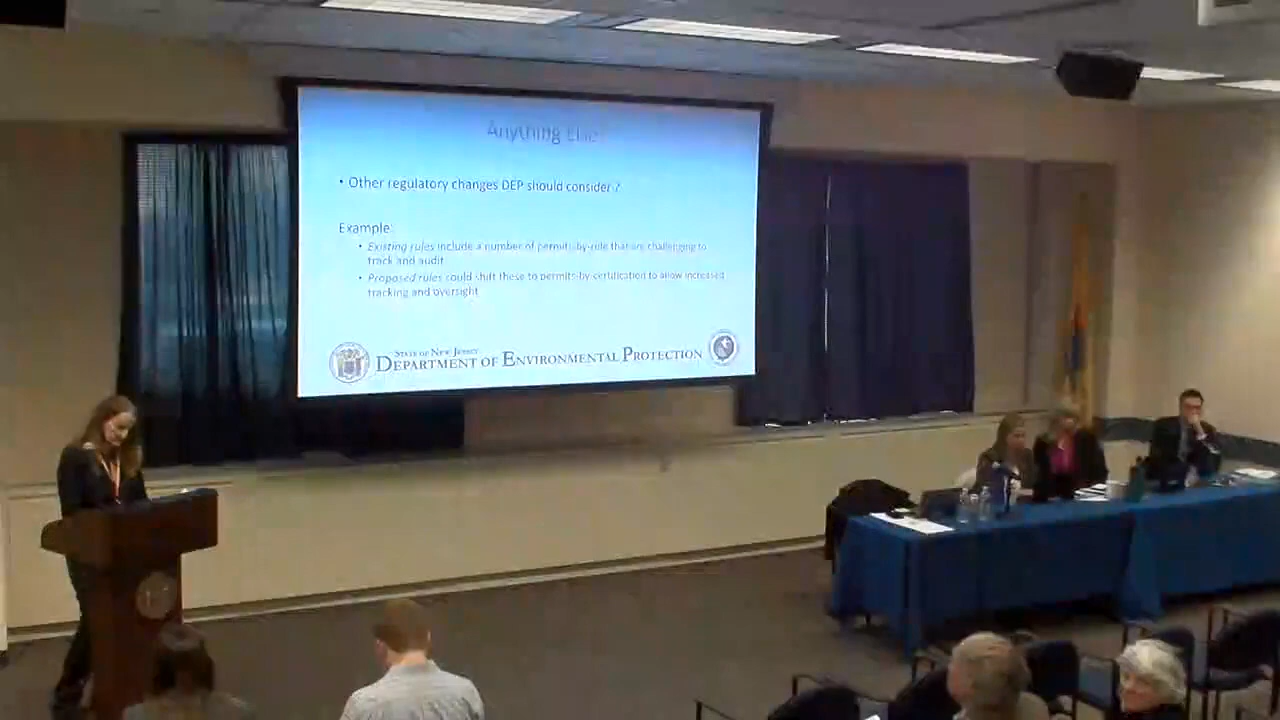 Anything Else?
• Other regulatory changes DEP should consider ?
Example:
• Existing rules include a number of permits-by-rule that are challenging to
track and audit
• Proposed rules could shift these to permits-by-certification to allow increased
tracking and oversight
STATE OF NEW JERSEY
DEPARTMENT OF ENVIRONMENTAL PROTECTION